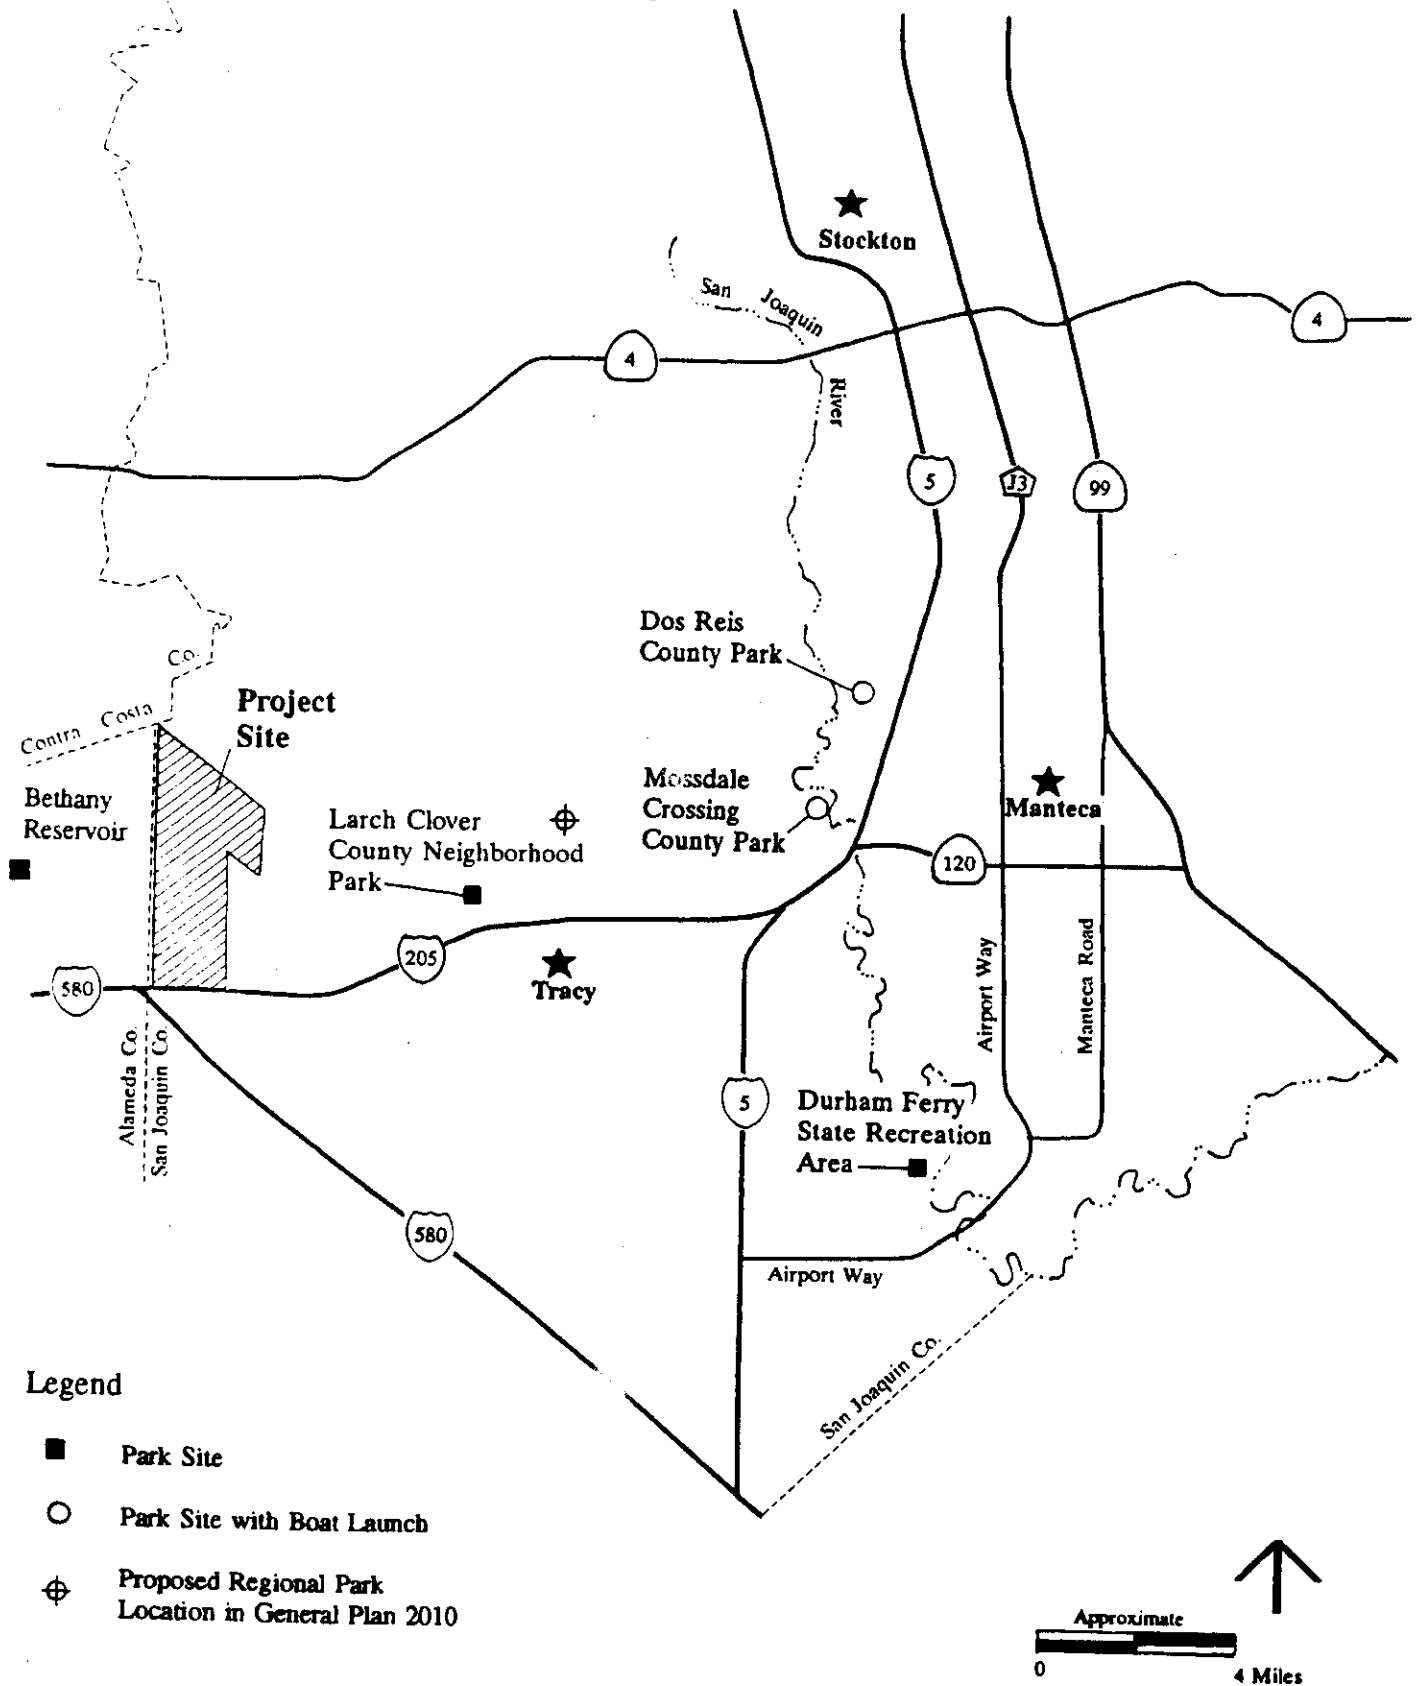 Stockton
San Joaquin
River
4
4
5
J3
99
Dos Reis
County Park
Co.
Contra Costa
Project
Site
Bethany
Reservoir
Larch Clover
County Neighborhood
Park
Mossdale
Crossing
County Park
Manteca
120
205
580
Tracy
Airport Way
Manteca Road
Alameda Co.
San Joaquin Co.
5
Durham Ferry
State Recreation
Area
580
Airport Way
San Joaquin Co.
Legend
Park Site
Park Site with Boat Launch
Proposed Regional Park
Location in General Plan 2010
Approximate
0
4 Miles